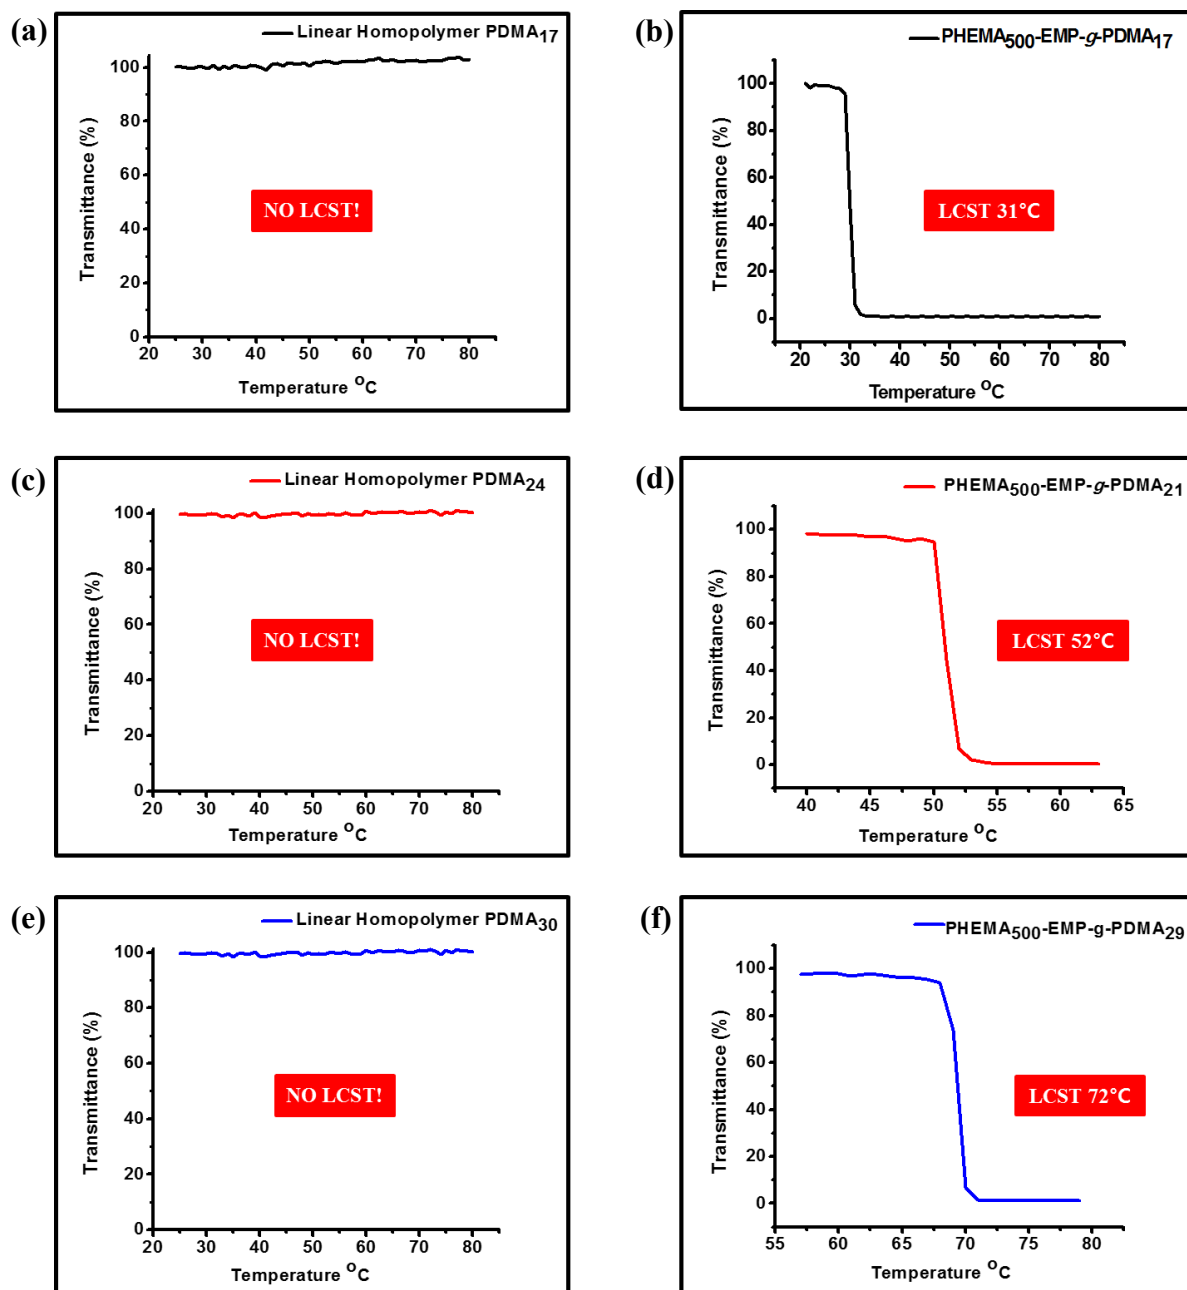 (a)
Linear Homopolymer PDMA17
Transmittance (%)
100
80
60
40
20
0
NO LCST!
20 30 40 50 60 70 80
Temperature °C
(b)
PHEMA500-EMP-g-PDMA17
Transmittance (%)
100
80
60
40
20
0
LCST 31℃
20 30 40 50 60 70 80
Temperature °C
(c)
Linear Homopolymer PDMA24
Transmittance (%)
100
80
60
40
20
0
NO LCST!
20 30 40 50 60 70 80
Temperature °C
(d)
PHEMA500-EMP-g-PDMA21
Transmittance (%)
100
80
60
40
20
0
LCST 52℃
40 45 50 55 60 65
Temperature °C
(e)
Linear Homopolymer PDMA30
Transmittance (%)
100
80
60
40
20
0
NO LCST!
20 30 40 50 60 70 80
Temperature °C
(f)
PHEMA500-EMP-g-PDMA29
Transmittance (%)
100
80
60
40
20
0
LCST 72℃
55 60 65 70 75 80
Temperature °C